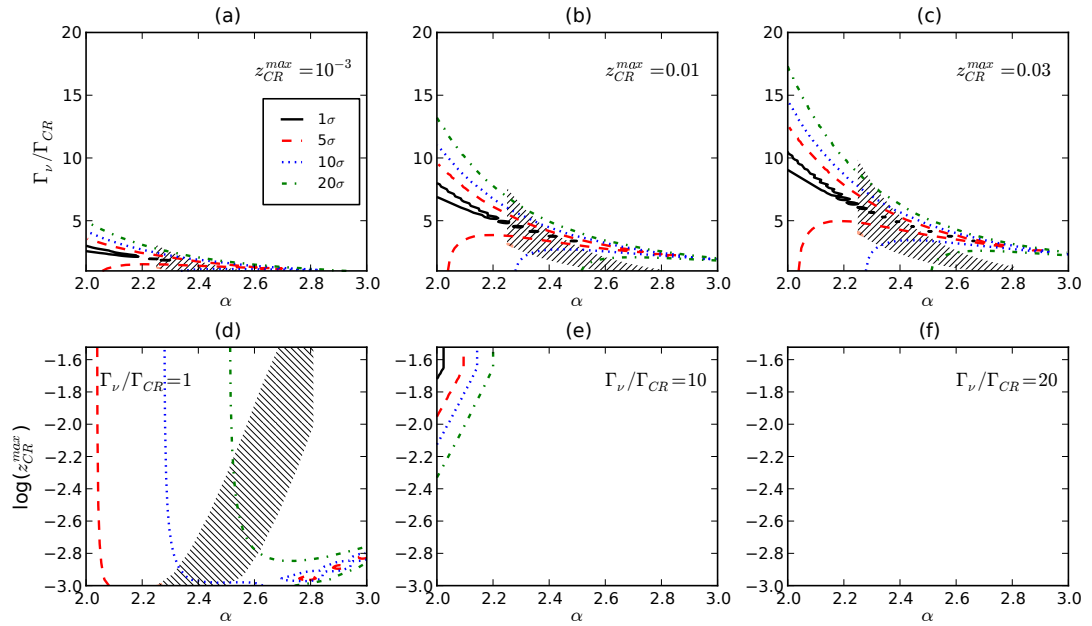 (a) (b) (c)
20 20 20
15 15 15
10 10 10
5 5 5
Γν/ΓCR
z_CR^max = 10^−3
z_CR^max = 0.01
z_CR^max = 0.03
1σ
5σ
10σ
20σ
2.0 2.2 2.4 2.6 2.8 3.0 2.0 2.2 2.4 2.6 2.8 3.0 2.0 2.2 2.4 2.6 2.8 3.0
α α α
(d) (e) (f)
−1.6 −1.6 −1.6
−1.8 −1.8 −1.8
−2.0 −2.0 −2.0
−2.2 −2.2 −2.2
−2.4 −2.4 −2.4
−2.6 −2.6 −2.6
−2.8 −2.8 −2.8
−3.0 −3.0 −3.0
log(z_CR^max)
Γν/ΓCR = 1
Γν/ΓCR = 10
Γν/ΓCR = 20
2.0 2.2 2.4 2.6 2.8 3.0 2.0 2.2 2.4 2.6 2.8 3.0 2.0 2.2 2.4 2.6 2.8 3.0
α α α